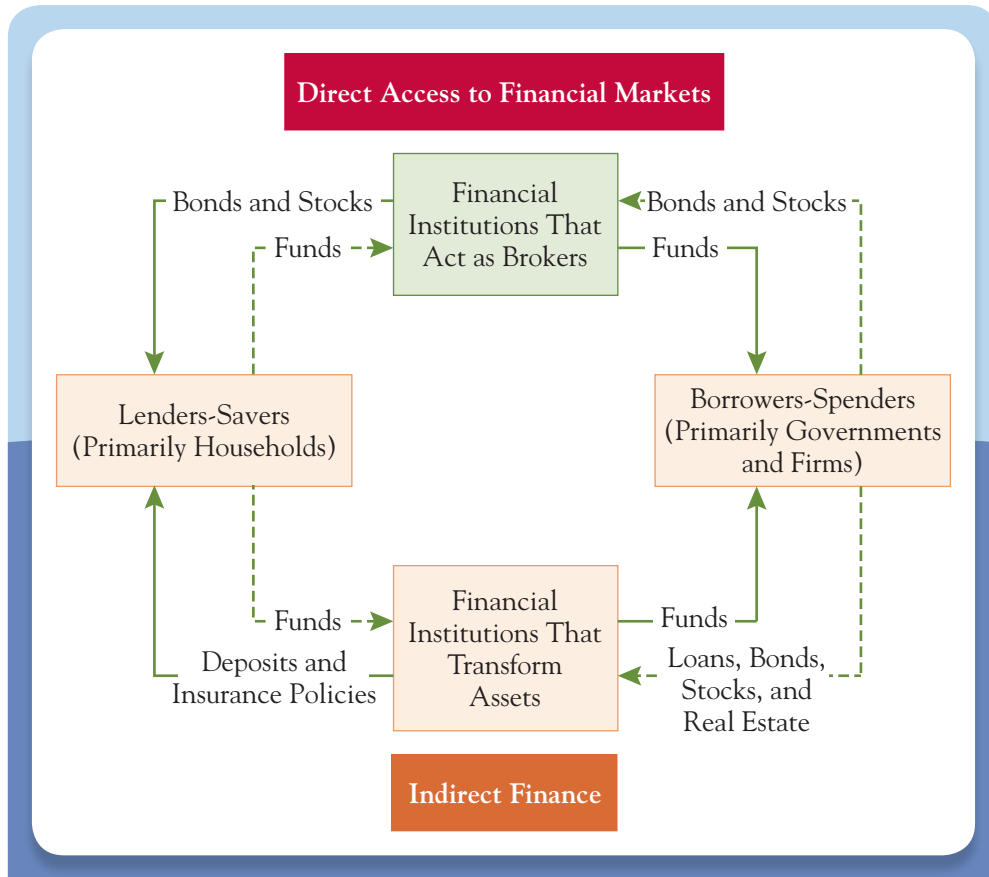 Direct Access to Financial Markets
Bonds and Stocks
Funds
Financial
Institutions That
Act as Brokers
Bonds and Stocks
Funds
Lenders-Savers
(Primarily Households)
Borrowers-Spenders
(Primarily Governments
and Firms)
Funds
Deposits and
Insurance Policies
Financial
Institutions That
Transform
Assets
Funds
Loans, Bonds,
Stocks, and
Real Estate
Indirect Finance